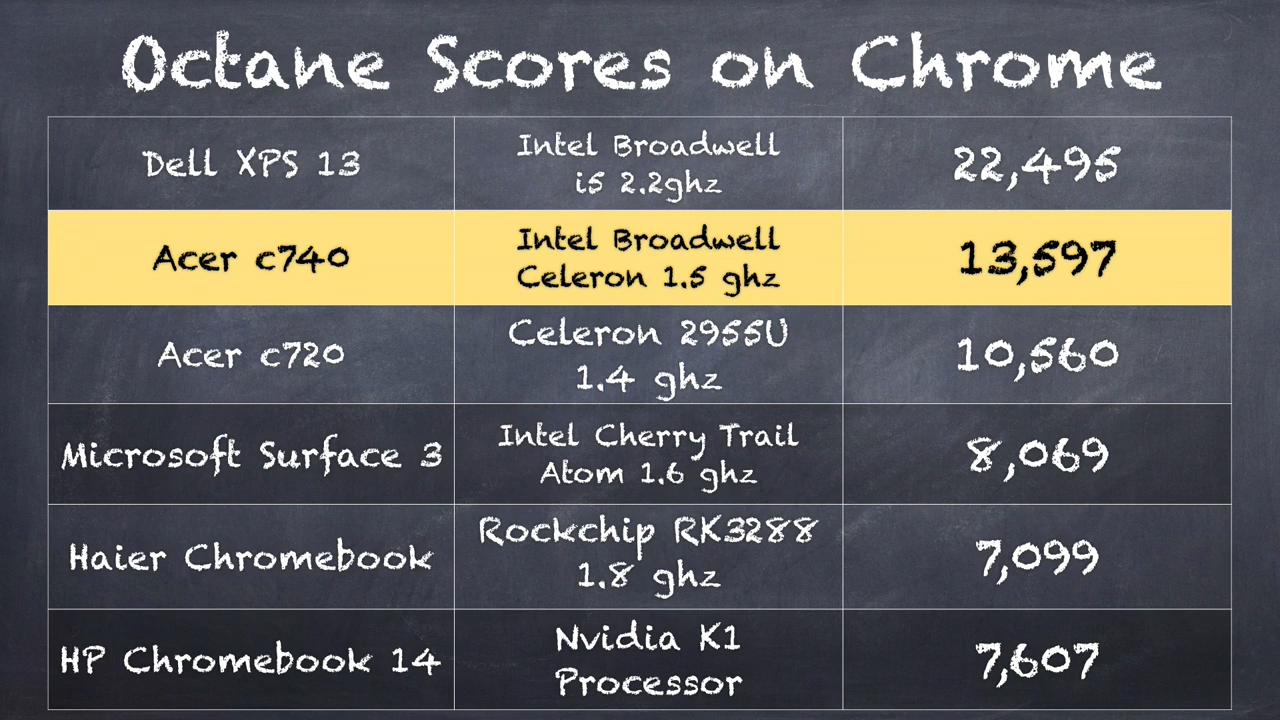 Octane Scores on Chrome
Dell XPS 13
Intel Broadwell
i5 2.2ghz
22,495
Acer c740
Intel Broadwell
Celeron 1.5 ghz
13,597
Acer c720
Celeron 2955U
1.4 ghz
10,560
Microsoft Surface 3
Intel Cherry Trail
Atom 1.6 ghz
8,069
Haier Chromebook
Rockchip RK3288
1.8 ghz
7,099
HP Chromebook 14
Nvidia K1
Processor
7,607